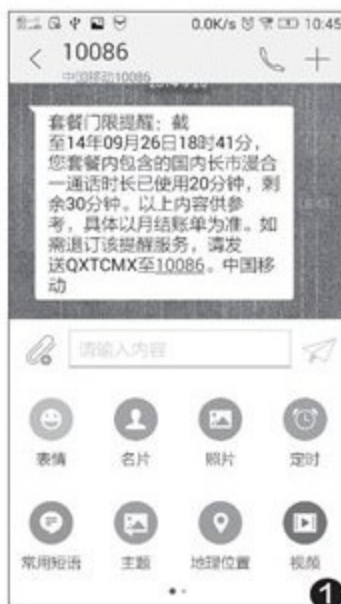 0.0K/s 10:45
10086
中国移动10086
套餐门限提醒：截
至14年09月26日18时41分，
您套餐内包含的国内长市漫合
一通话时长已使用20分钟，剩
余30分钟。以上内容供参
考，具体以月结账单为准。如
需退订该提醒服务，请发
送QXTCMX至10086。中国移
动
请输入内容
表情 名片 照片 定时
常用短语 主题 地理位置 视频
1